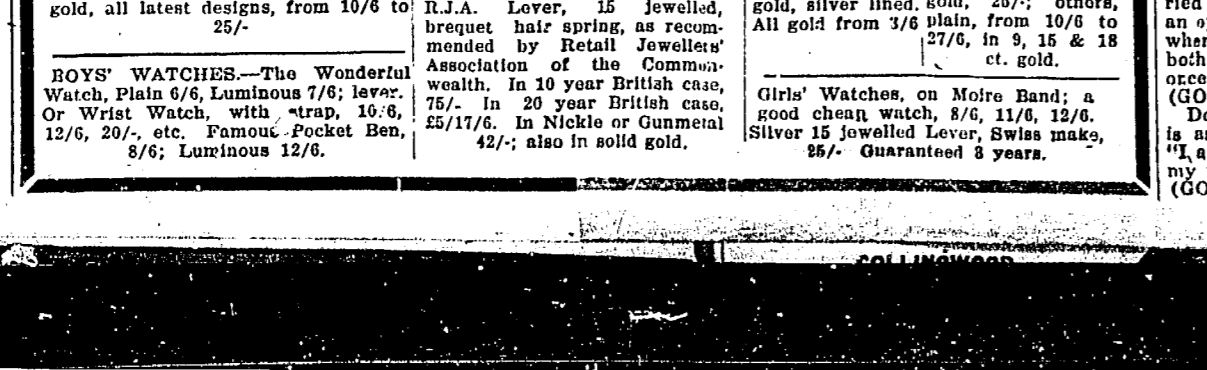 gold, all latest designs, from 10/6 to
25/-
BOYS' WATCHES.—The Wonderful
Watch, Plain 6/6, Luminous 7/6; lever.
Or Wrist Watch, with strap, 10/6,
12/6, 20/-, etc. Famous Pocket Ben,
8/6; Luminous 12/6.
R.J.A. Lever, 15 jewelled,
brequet hair spring, as recom-
mended by Retail Jewellers'
Association of the Common-
wealth. In 10 year British case,
75/- In 20 year British case,
£5/17/6. In Nickle or Gunmetal
42/-; also in solid gold.
gold, silver lined.
All gold from 3/6
gold, 20/-; others,
plain, from 10/6 to
27/6, in 9, 15 & 18
ct. gold.
Girls' Watches, on Moire Band; a
good cheap watch, 8/6, 11/6, 12/6.
Silver 15 jewelled Lever, Swiss make,
25/- Guaranteed 3 years.
an
when
both
once
(GO
is
"I
my
(GO
COLLINGWOOD